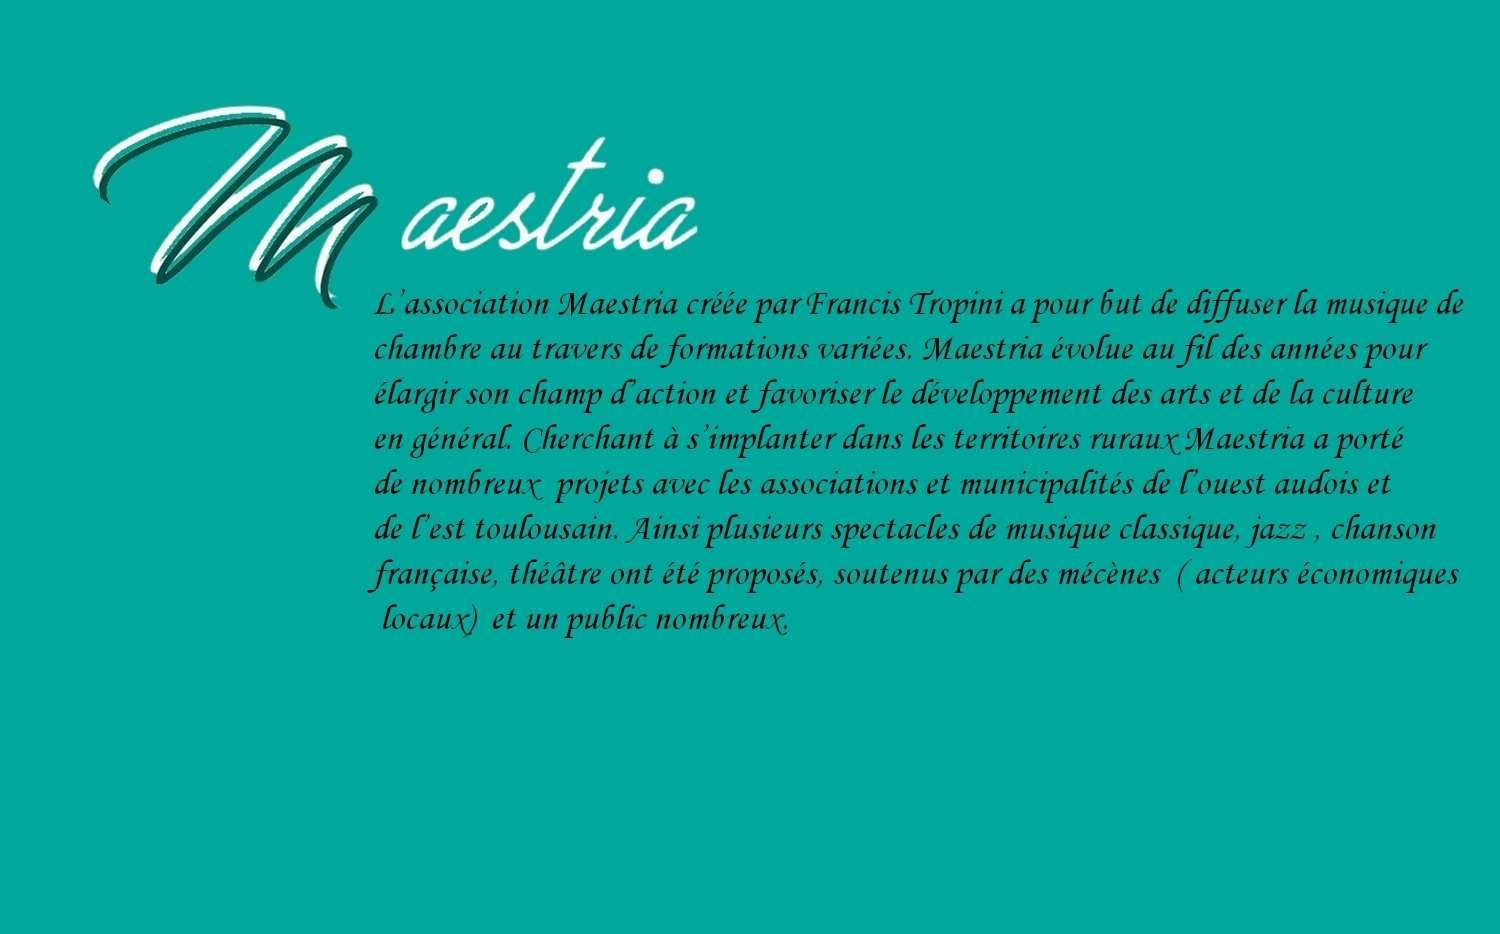 Maestria
L’association Maestria créée par Francis Tropini a pour but de diffuser la musique de
chambre au travers de formations variées. Maestria évolue au fil des années pour
élargir son champ d’action et favoriser le développement des arts et de la culture
en général. Cherchant à s’implanter dans les territoires ruraux Maestria a porté
de nombreux  projets avec les associations et municipalités de l’ouest audois et
de l’est toulousain. Ainsi plusieurs spectacles de musique classique, jazz , chanson
française, théâtre ont été proposés, soutenus par des mécènes  ( acteurs économiques
locaux)  et un public nombreux.